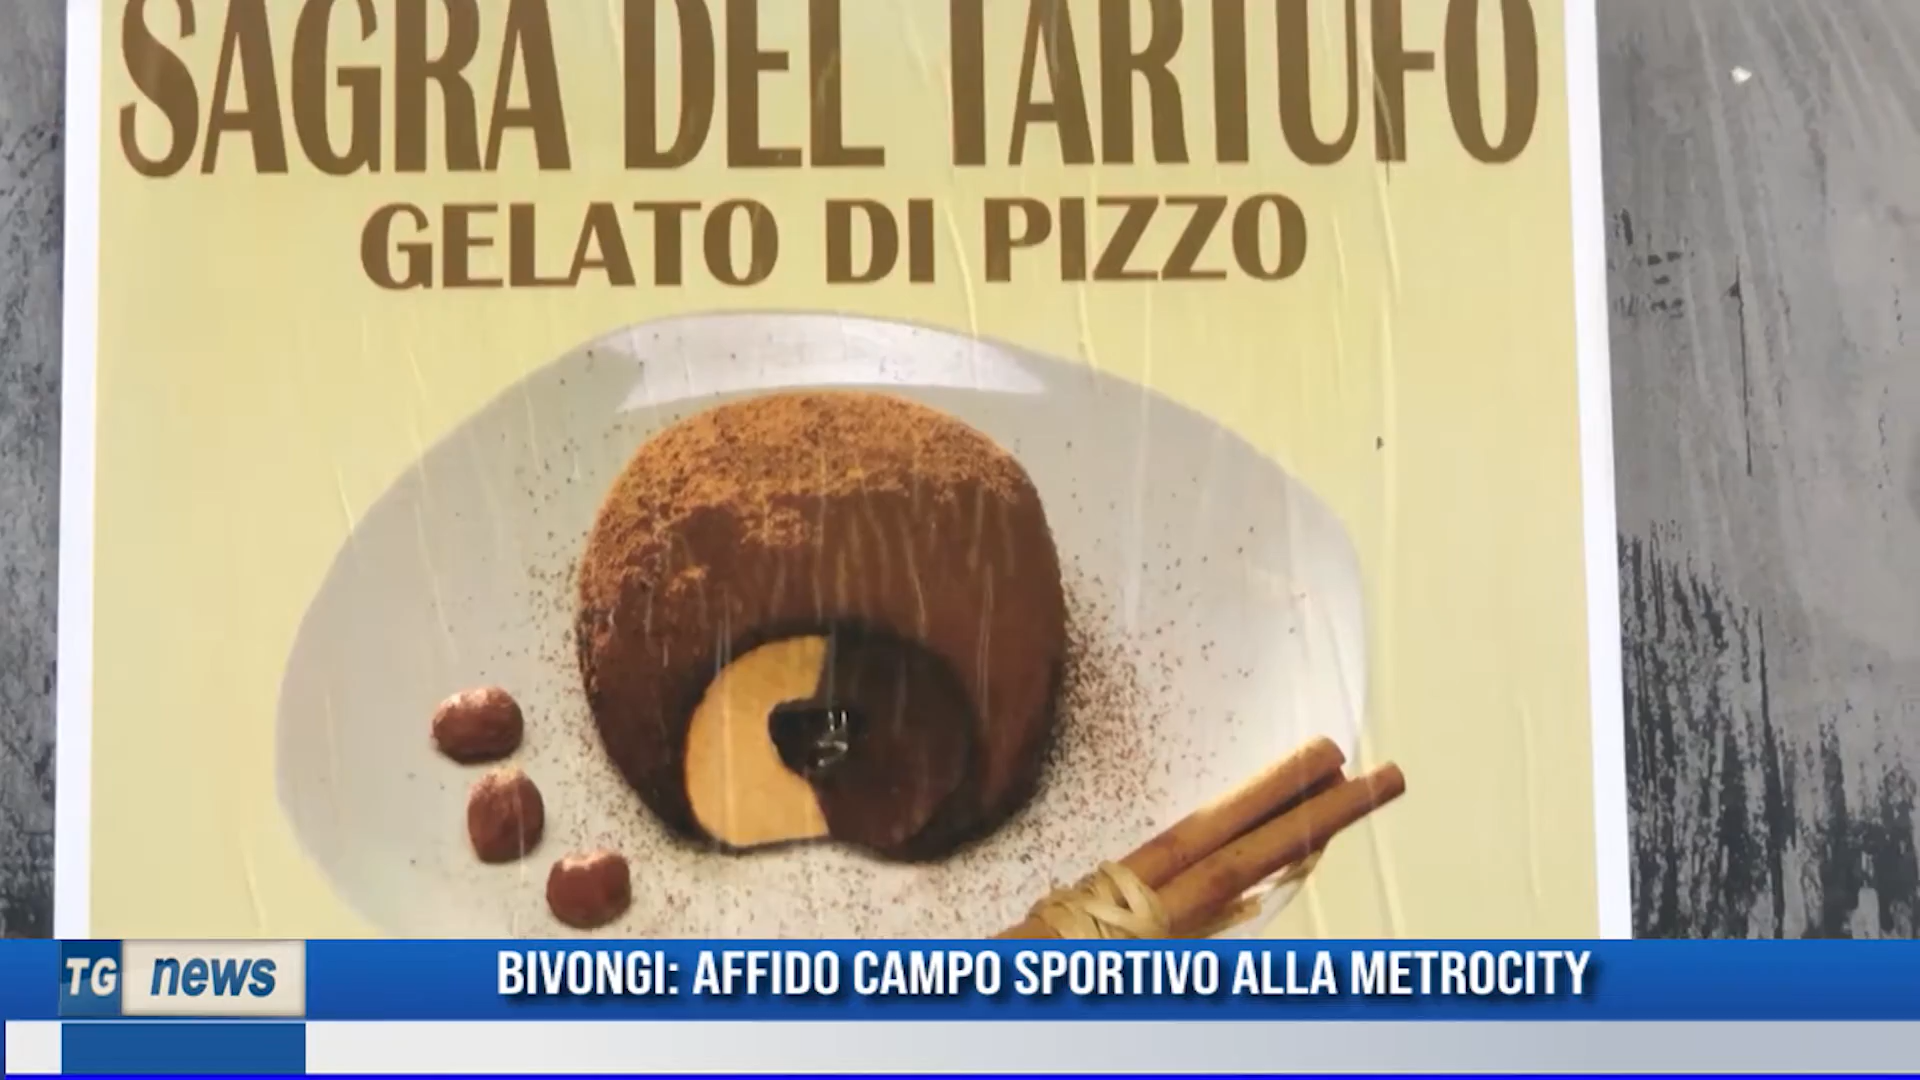 SAGRA DEL TARTUFO
GELATO DI PIZZO
TG news
BIVONGI: AFFIDO CAMPO SPORTIVO ALLA METROCITY